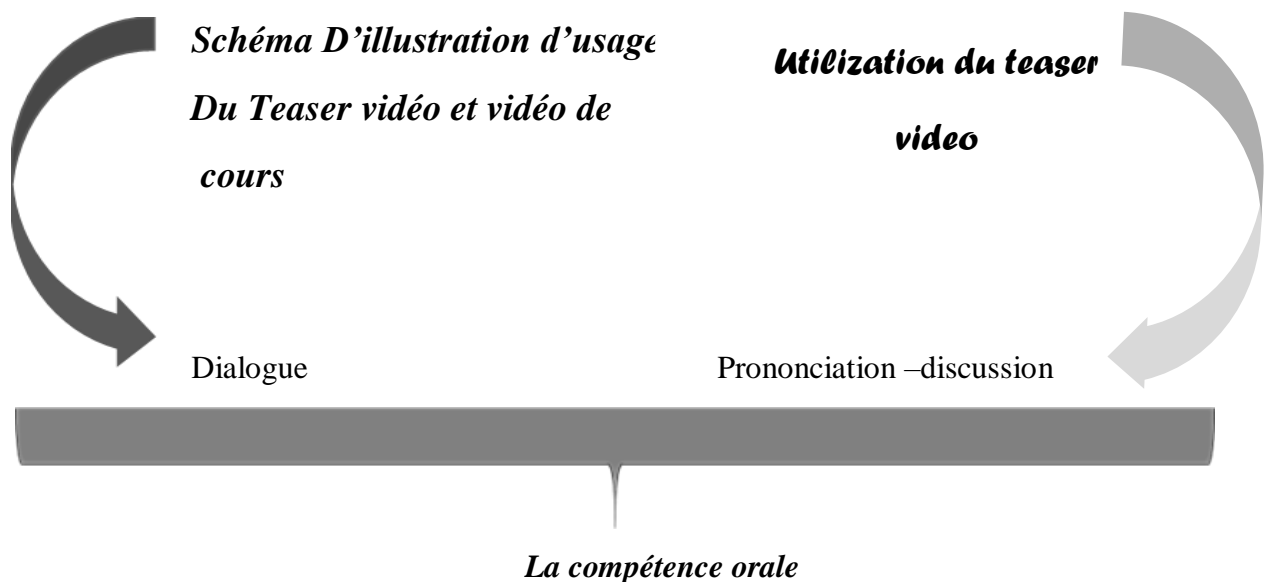 Schéma D’illustration d’usage
Du Teaser vidéo et vidéo de
cours
Utilization du teaser
video
Dialogue
Prononciation –discussion
La compétence orale